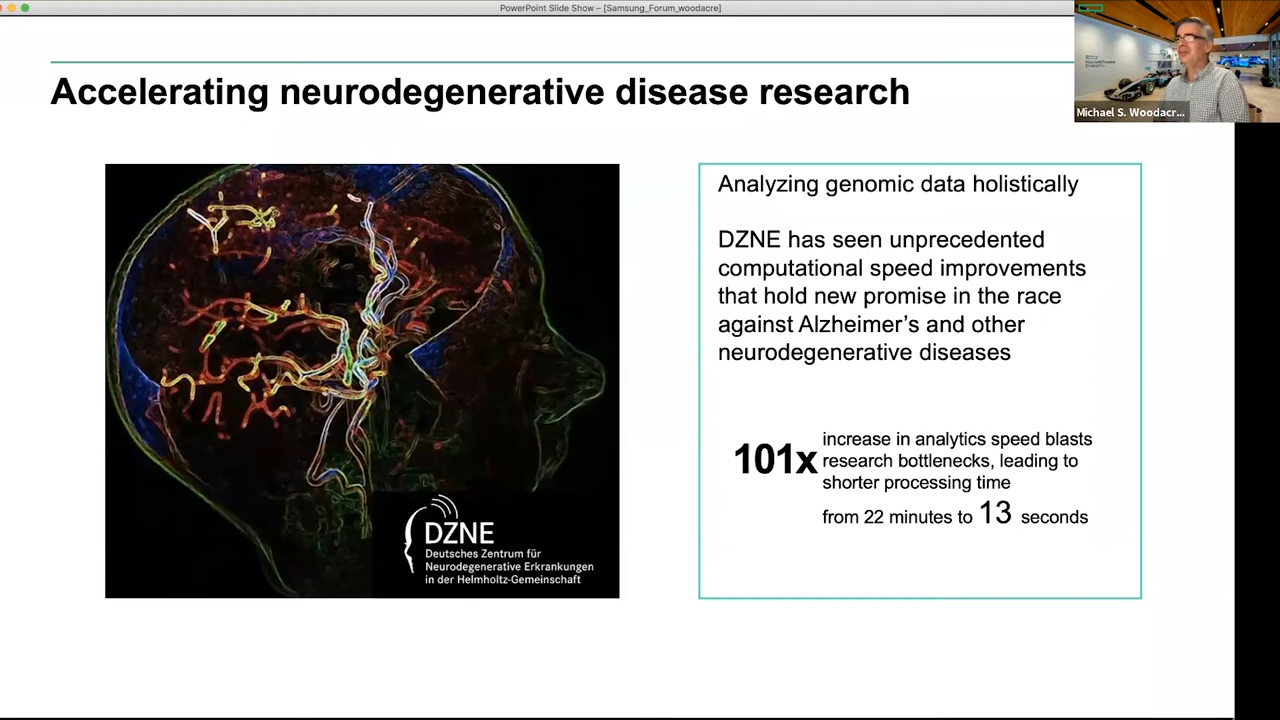 PowerPoint Slide Show – [Samsung_Forum_woodacre]
Accelerating neurodegenerative disease research
Michael S. Woodacr...
Analyzing genomic data holistically
DZNE has seen unprecedented
computational speed improvements
that hold new promise in the race
against Alzheimer’s and other
neurodegenerative diseases
101x
increase in analytics speed blasts
research bottlenecks, leading to
shorter processing time
from 22 minutes to 13 seconds
DZNE
Deutsches Zentrum für
Neurodegenerative Erkrankungen
in der Helmholtz-Gemeinschaft